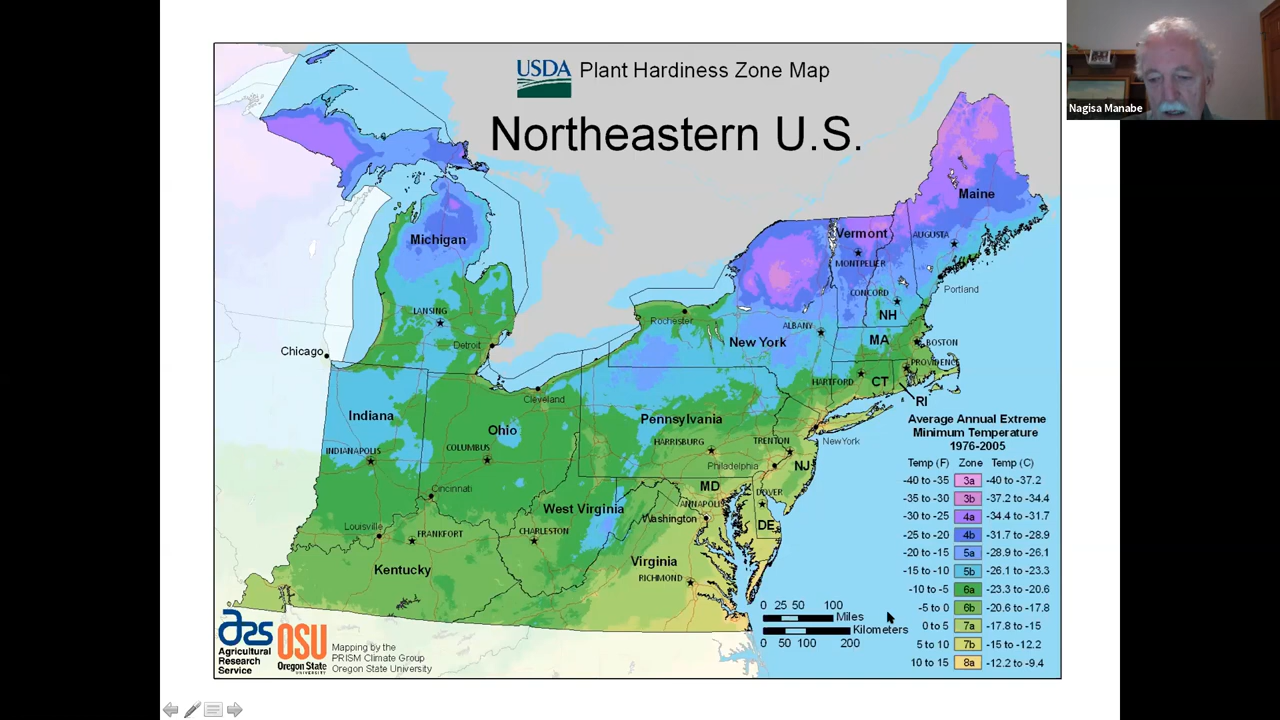 Nagisa Manabe
USDA Plant Hardiness Zone Map
Northeastern U.S.
Maine
Michigan
Vermont
AUGUSTA
MONTPELIER
CONCORD
Portland
LANSING
Rochester
NH
ALBANY
New York
MA
BOSTON
Detroit
Chicago
PROVIDENCE
HARTFORD
CT
Cleveland
RI
Indiana
Ohio
Pennsylvania
HARRISBURG
TRENTON
New York
INDIANAPOLIS
COLUMBUS
Philadelphia
NJ
MD
DOVER
Cincinnati
ANNAPOLIS
West Virginia
Washington
DE
Louisville
FRANKFORT
CHARLESTON
Virginia
Kentucky
RICHMOND
Average Annual Extreme
Minimum Temperature
1976-2005
Temp (F) Zone Temp (C)
-40 to -35 3a -40 to -37.2
-35 to -30 3b -37.2 to -34.4
-30 to -25 4a -34.4 to -31.7
-25 to -20 4b -31.7 to -28.9
-20 to -15 5a -28.9 to -26.1
-15 to -10 5b -26.1 to -23.3
-10 to -5 6a -23.3 to -20.6
-5 to 0 6b -20.6 to -17.8
0 to 5 7a -17.8 to -15
5 to 10 7b -15 to -12.2
10 to 15 8a -12.2 to -9.4
0 25 50 100
Miles
Kilometers
0 50 100 200
ars
Agricultural
Research
Service
OSU
Oregon State
UNIVERSITY
Mapping by the
PRISM Climate Group
Oregon State University